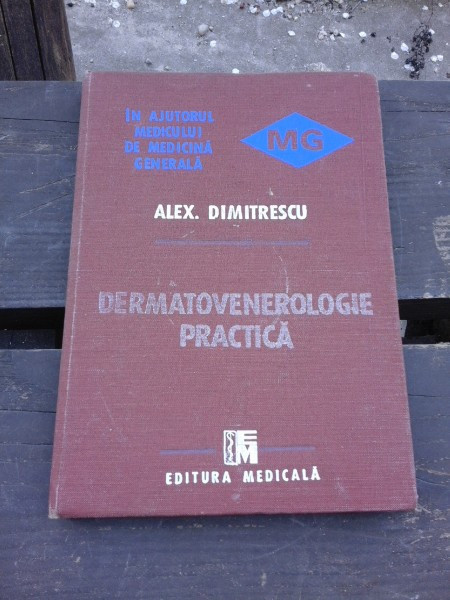 ÎN AJUTORUL
MEDICULUI
DE MEDICINĂ
GENERALĂ
MG
ALEX. DIMITRESCU
DERMATOVENEROLOGIE
PRACTICĂ
EM
EDITURA MEDICALĂ